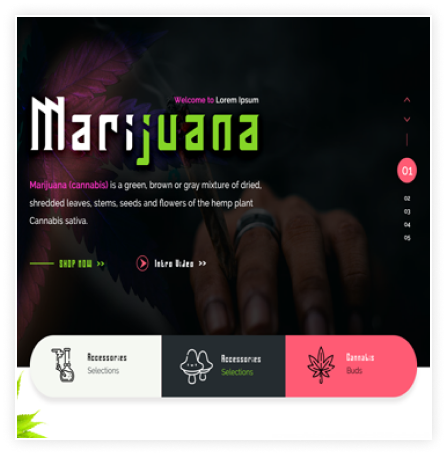 Welcome to Lorem Ipsum
Marijuana
Marijuana (cannabis) is a green, brown or gray mixture of dried,
shredded leaves, stems, seeds and flowers of the hemp plant
Cannabis sativa.
SHOP NOW >>
Intro Video >>
01
02
03
04
05
Accessories
Selections
Accessories
Selections
Cannabis
Buds